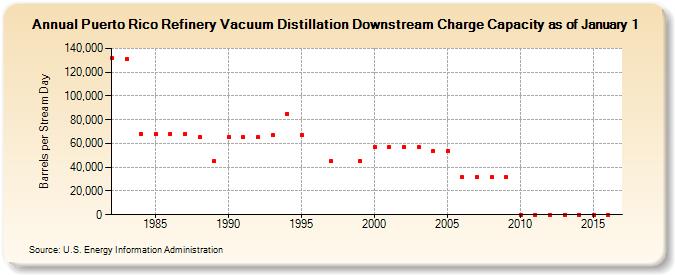 Annual Puerto Rico Refinery Vacuum Distillation Downstream Charge Capacity as of January 1
Barrels per Stream Day
140,000
120,000
100,000
80,000
60,000
40,000
20,000
0
1985 1990 1995 2000 2005 2010 2015
Source: U.S. Energy Information Administration